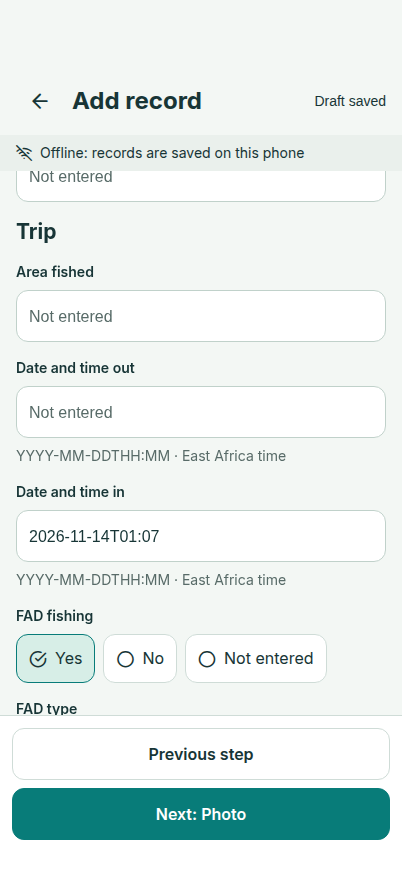 Add record
Draft saved
Offline: records are saved on this phone
Not entered
Trip
Area fished
Not entered
Date and time out
Not entered
YYYY-MM-DDTHH:MM · East Africa time
Date and time in
2026-11-14T01:07
YYYY-MM-DDTHH:MM · East Africa time
FAD fishing
Yes
No
Not entered
FAD type
Previous step
Next: Photo